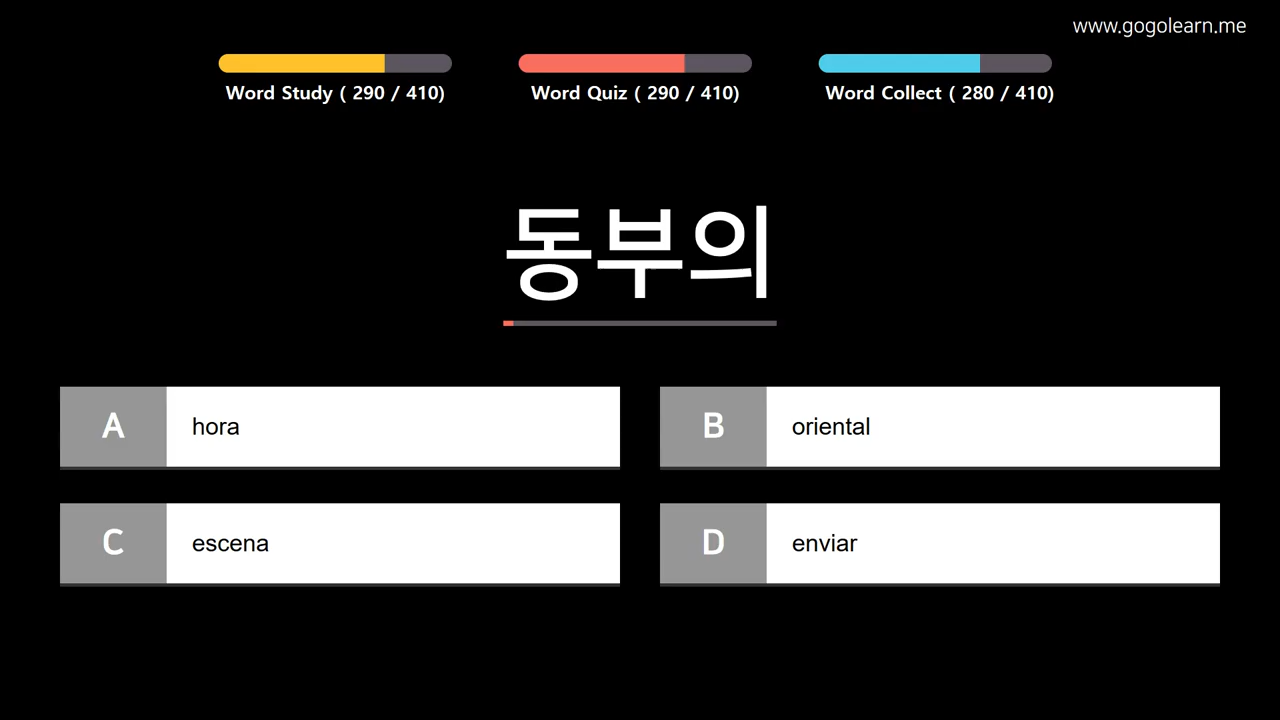 www.gogolearn.me
Word Study ( 290 / 410)
Word Quiz ( 290 / 410)
Word Collect ( 280 / 410)
동부의
A hora
B oriental
C escena
D enviar